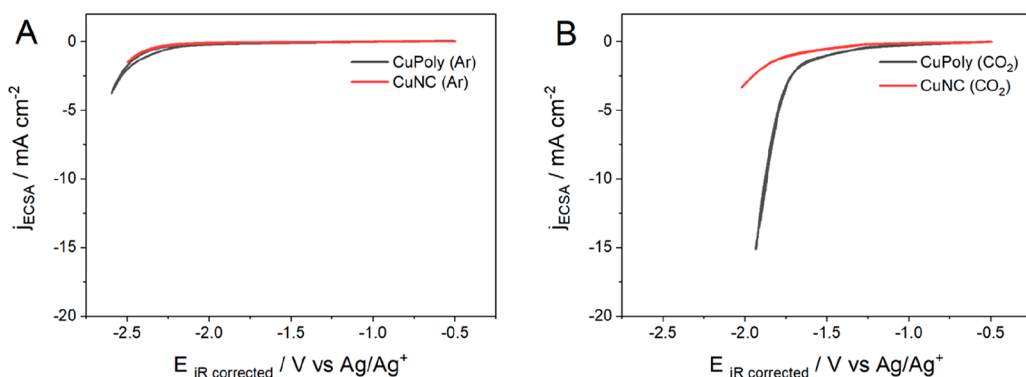 A
0
-5
-10
-15
-20
j_ECSA / mA cm⁻²
CuPoly (Ar)
CuNC (Ar)
-2.5 -2.0 -1.5 -1.0 -0.5
E iR corrected / V vs Ag/Ag⁺
B
0
-5
-10
-15
-20
j_ECSA / mA cm⁻²
CuPoly (CO₂)
CuNC (CO₂)
-2.5 -2.0 -1.5 -1.0 -0.5
E iR corrected / V vs Ag/Ag⁺